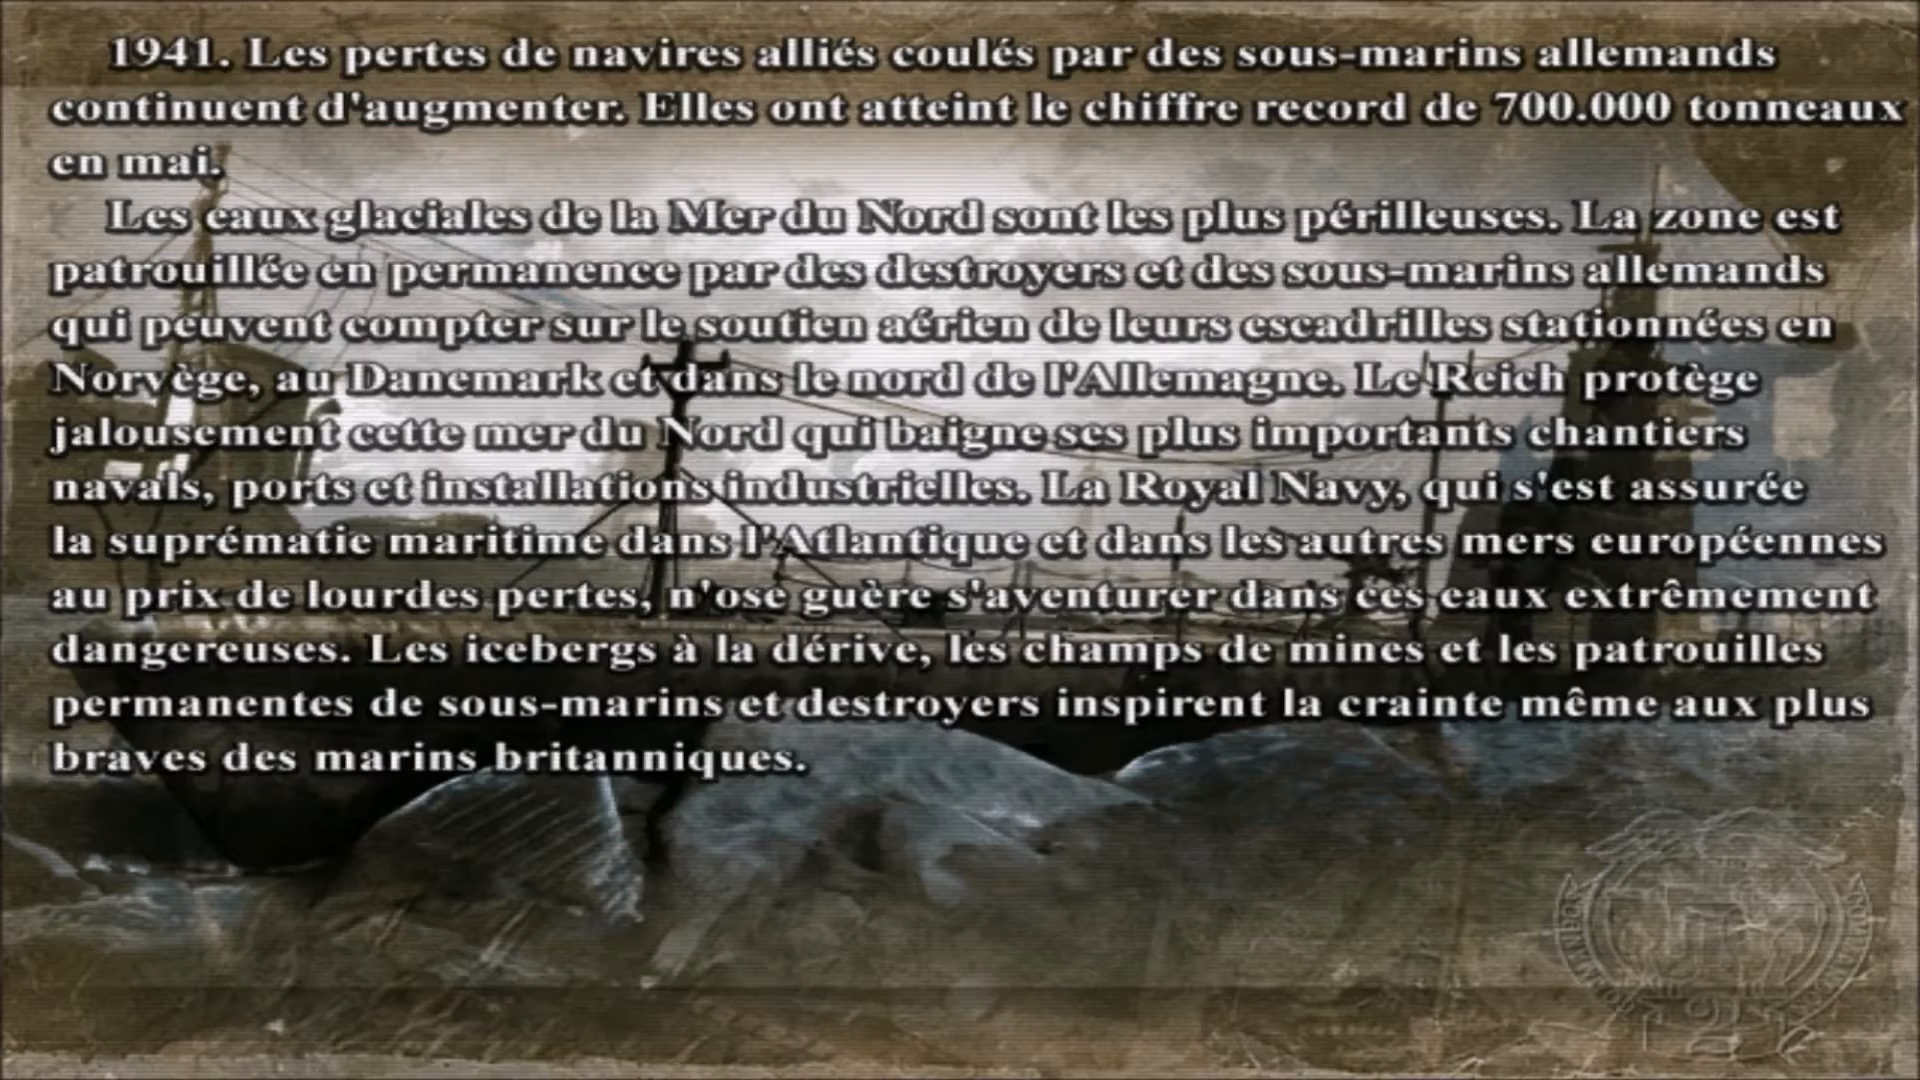 1941. Les pertes de navires alliés coulés par des sous-marins allemands
continuent d'augmenter. Elles ont atteint le chiffre record de 700.000 tonneaux
en mai.
Les eaux glaciales de la Mer du Nord sont les plus périlleuses. La zone est
patrouillée en permanence par des destroyers et des sous-marins allemands
qui peuvent compter sur le soutien aérien de leurs escadrilles stationnées en
Norvège, au Danemark et dans le nord de l'Allemagne. Le Reich protège
jalousement cette mer du Nord qui baigne ses plus importants chantiers
navals, ports et installations industrielles. La Royal Navy, qui s'est assurée
la suprématie maritime dans l'Atlantique et dans les autres mers européennes
au prix de lourdes pertes, n'ose guère s'aventurer dans ces eaux extrêmement
dangereuses. Les icebergs à la dérive, les champs de mines et les patrouilles
permanentes de sous-marins et destroyers inspirent la crainte même aux plus
braves des marins britanniques.